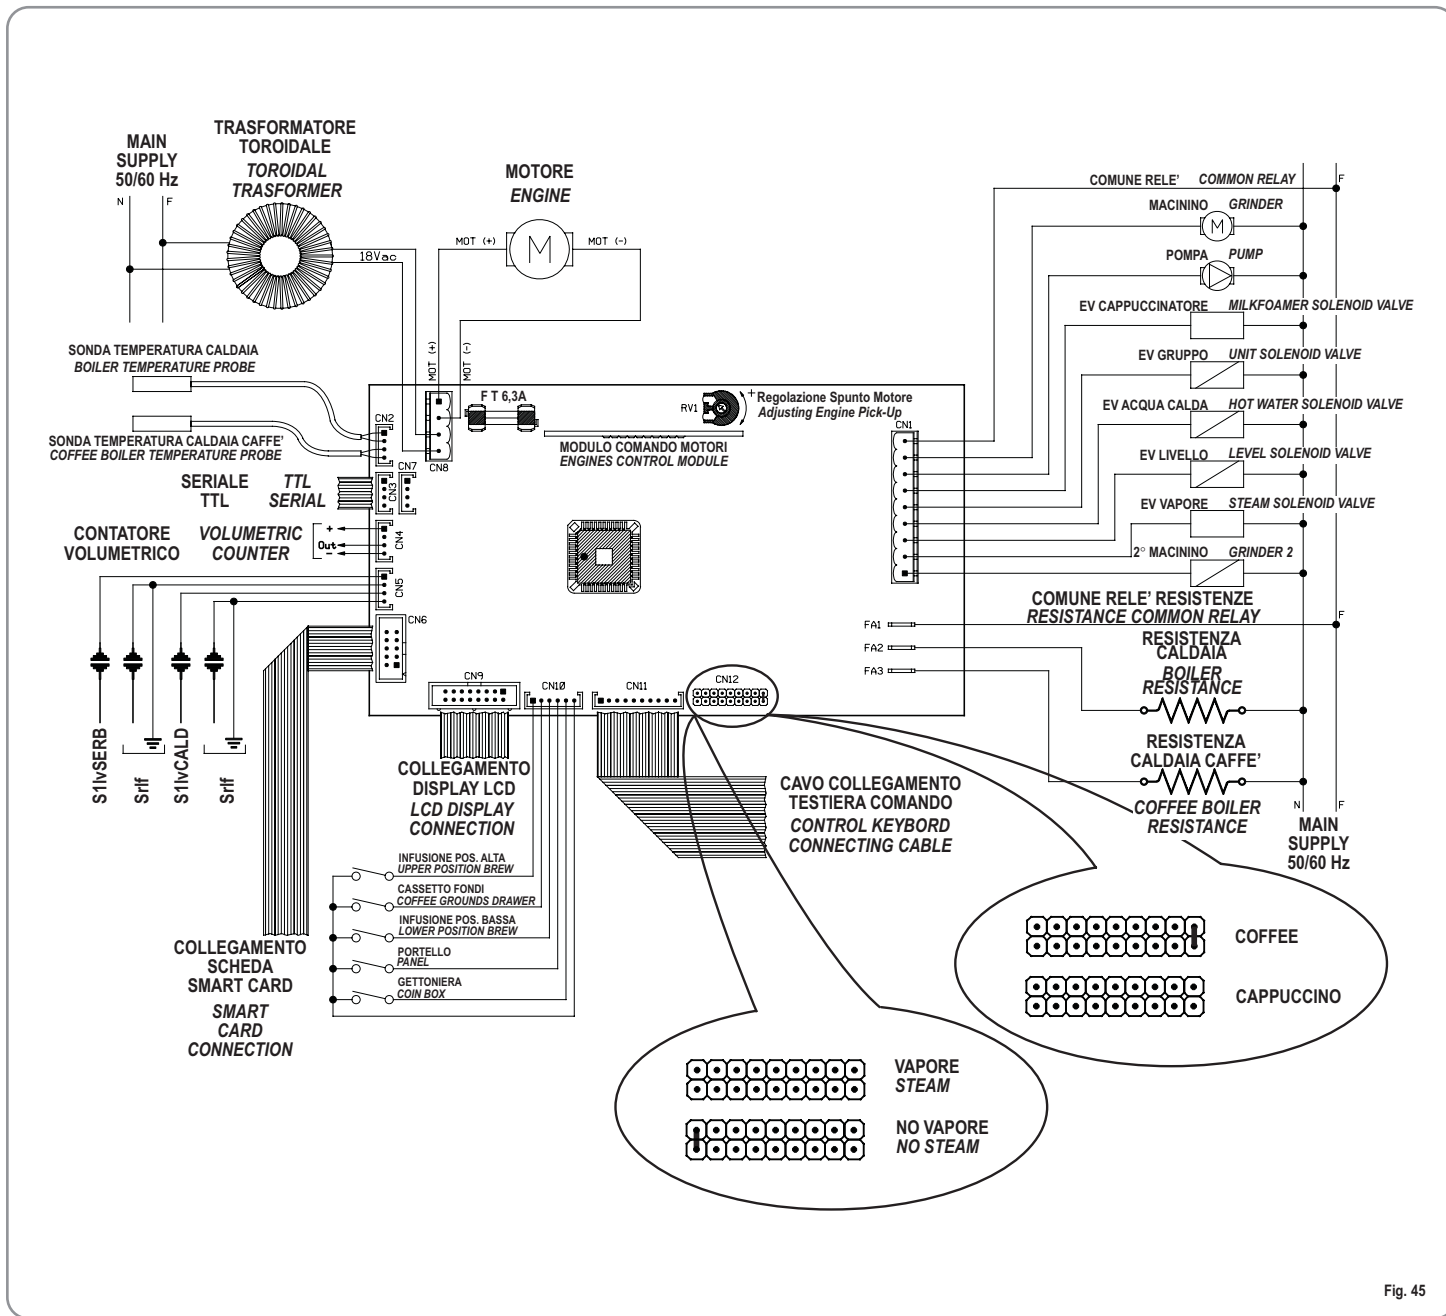 TRASFORMATORE
TOROIDALE
TOROIDAL
TRASFORMER
MAIN
SUPPLY
50/60 Hz
N
F
18Vac
MOTORE
ENGINE
MOT (+)
M
MOT (-)
MOT (+)
MOT (-)
SONDA TEMPERATURA CALDAIA
BOILER TEMPERATURE PROBE
SONDA TEMPERATURA CALDAIA CAFFE'
COFFEE BOILER TEMPERATURE PROBE
SERIALE
TTL
TTL
SERIAL
CONTATORE
VOLUMETRICO
VOLUMETRIC
COUNTER
+
Out
-
CN2
CN7
CN3
CN4
CN5
CN6
CN8
F T 6,3A
RV1
+
Regolazione Spunto Motore
Adjusting Engine Pick-Up
MODULO COMANDO MOTORI
ENGINES CONTROL MODULE
CN1
FA1
FA2
FA3
CN9
CN10
CN11
CN12
COMUNE RELE' COMMON RELAY
F
MACININO GRINDER
M
POMPA PUMP
EV CAPPUCCINATORE MILKFOAMER SOLENOID VALVE
EV GRUPPO UNIT SOLENOID VALVE
EV ACQUA CALDA HOT WATER SOLENOID VALVE
EV LIVELLO LEVEL SOLENOID VALVE
EV VAPORE STEAM SOLENOID VALVE
2° MACININO GRINDER 2
COMUNE RELE' RESISTENZE
RESISTANCE COMMON RELAY
F
RESISTENZA
CALDAIA
BOILER
RESISTANCE
RESISTENZA
CALDAIA CAFFE'
COFFEE BOILER
RESISTANCE
N
F
MAIN
SUPPLY
50/60 Hz
S1lvSERB
Srif
S1lvCALD
Srif
COLLEGAMENTO
DISPLAY LCD
LCD DISPLAY
CONNECTION
CAVO COLLEGAMENTO
TESTIERA COMANDO
CONTROL KEYBORD
CONNECTING CABLE
INFUSIONE POS. ALTA
UPPER POSITION BREW
CASSETTO FONDI
COFFEE GROUNDS DRAWER
INFUSIONE POS. BASSA
LOWER POSITION BREW
PORTELLO
PANEL
GETTONIERA
COIN BOX
COLLEGAMENTO
SCHEDA
SMART CARD
SMART
CARD
CONNECTION
COFFEE
CAPPUCCINO
VAPORE
STEAM
NO VAPORE
NO STEAM
Fig. 45